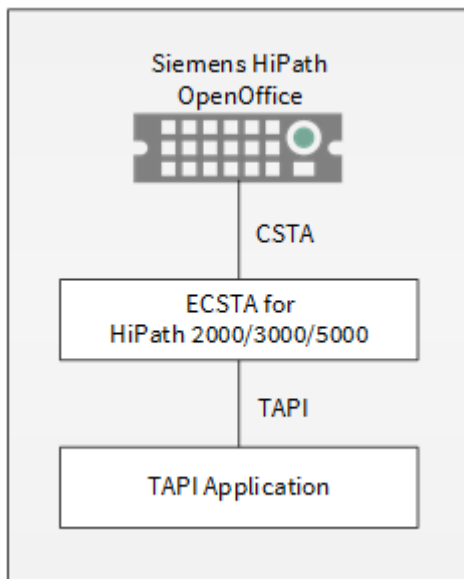 Siemens HiPath
OpenOffice
CSTA
ECSTA for
HiPath 2000/3000/5000
TAPI
TAPI Application